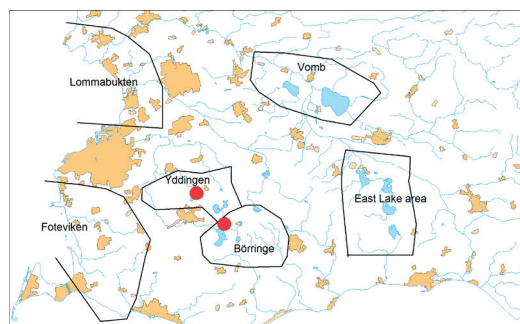 Vomb
Lommabukten
Yddingen
East Lake area
Foteviken
Börringe